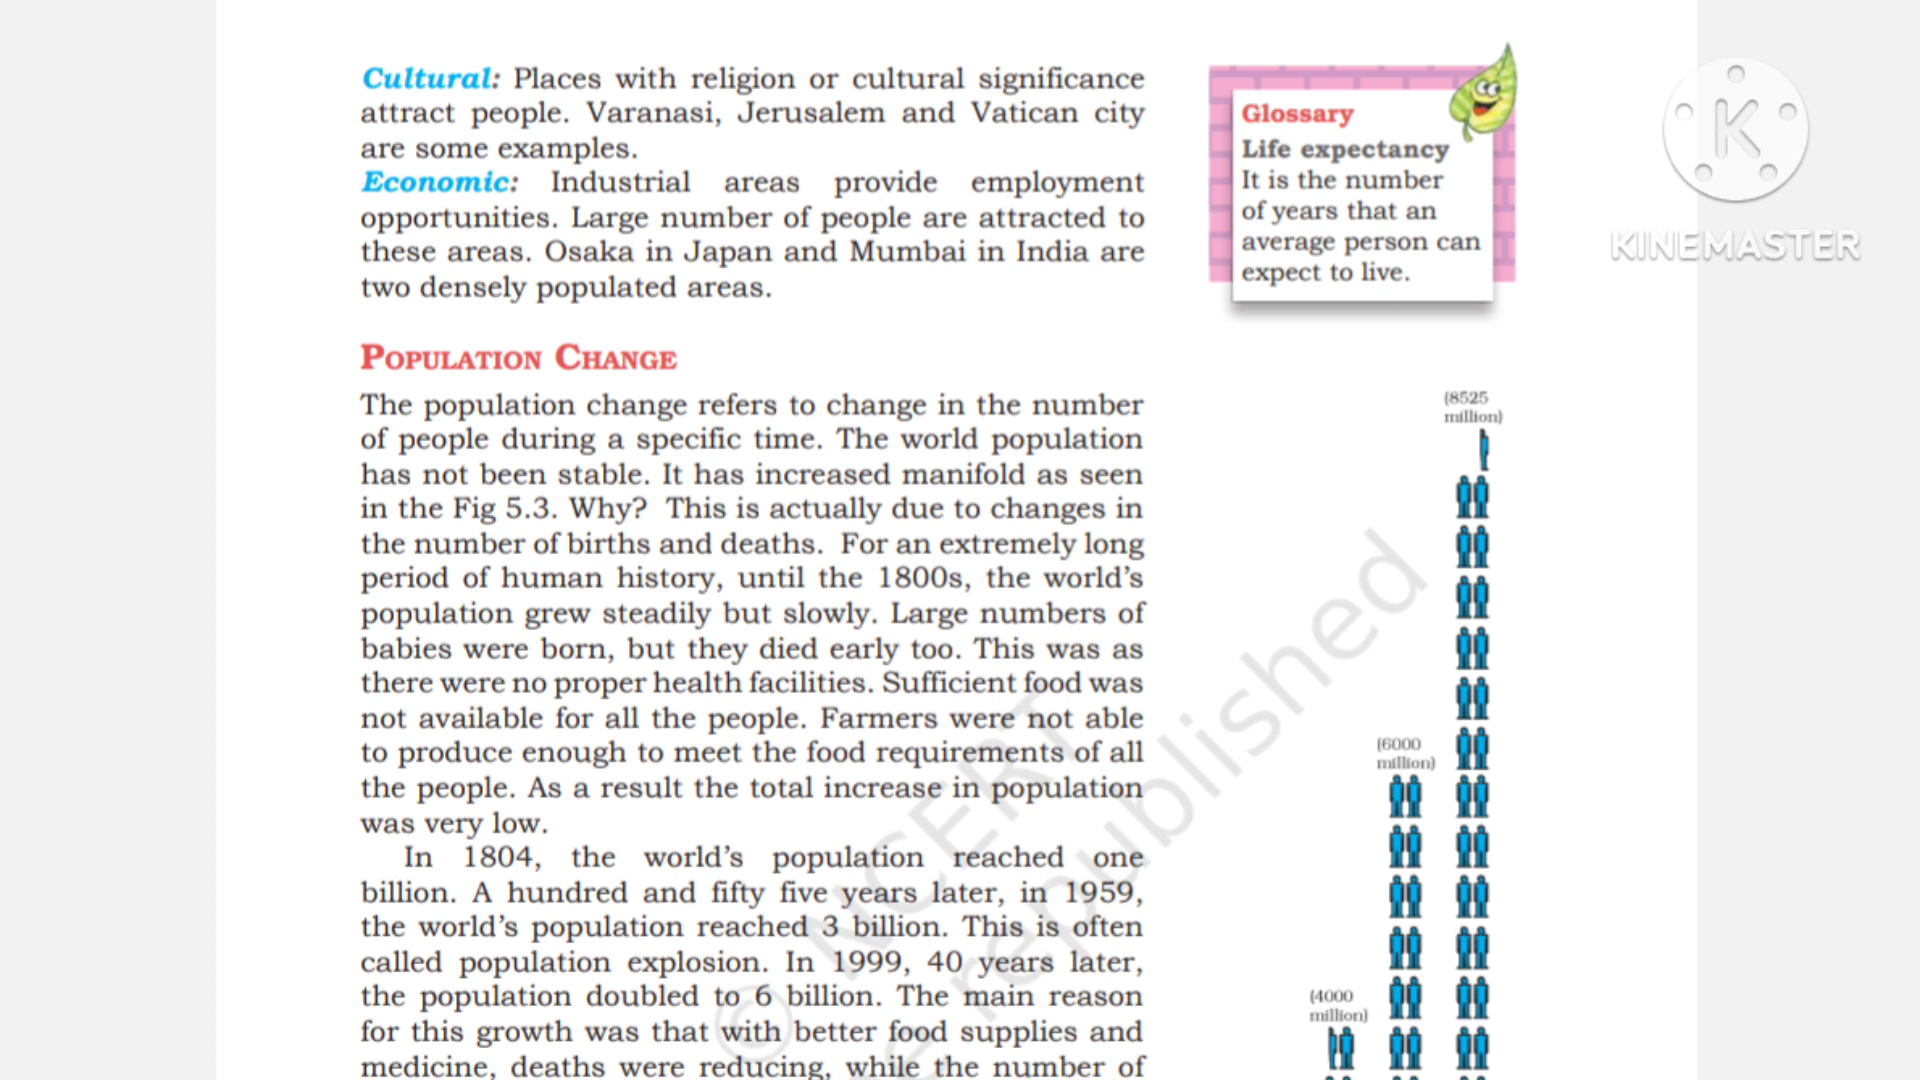 Cultural: Places with religion or cultural significance
attract people. Varanasi, Jerusalem and Vatican city
are some examples.
Economic: Industrial areas provide employment
opportunities. Large number of people are attracted to
these areas. Osaka in Japan and Mumbai in India are
two densely populated areas.
POPULATION CHANGE
The population change refers to change in the number
of people during a specific time. The world population
has not been stable. It has increased manifold as seen
in the Fig 5.3. Why? This is actually due to changes in
the number of births and deaths. For an extremely long
period of human history, until the 1800s, the world’s
population grew steadily but slowly. Large numbers of
babies were born, but they died early too. This was as
there were no proper health facilities. Sufficient food was
not available for all the people. Farmers were not able
to produce enough to meet the food requirements of all
the people. As a result the total increase in population
was very low.
In 1804, the world’s population reached one
billion. A hundred and fifty five years later, in 1959,
the world’s population reached 3 billion. This is often
called population explosion. In 1999, 40 years later,
the population doubled to 6 billion. The main reason
for this growth was that with better food supplies and
medicine, deaths were reducing, while the number of
Glossary
Life expectancy
It is the number
of years that an
average person can
expect to live.
(8525
million)
(6000
million)
(4000
million)
© NCERT
republished
K
KINEMASTER